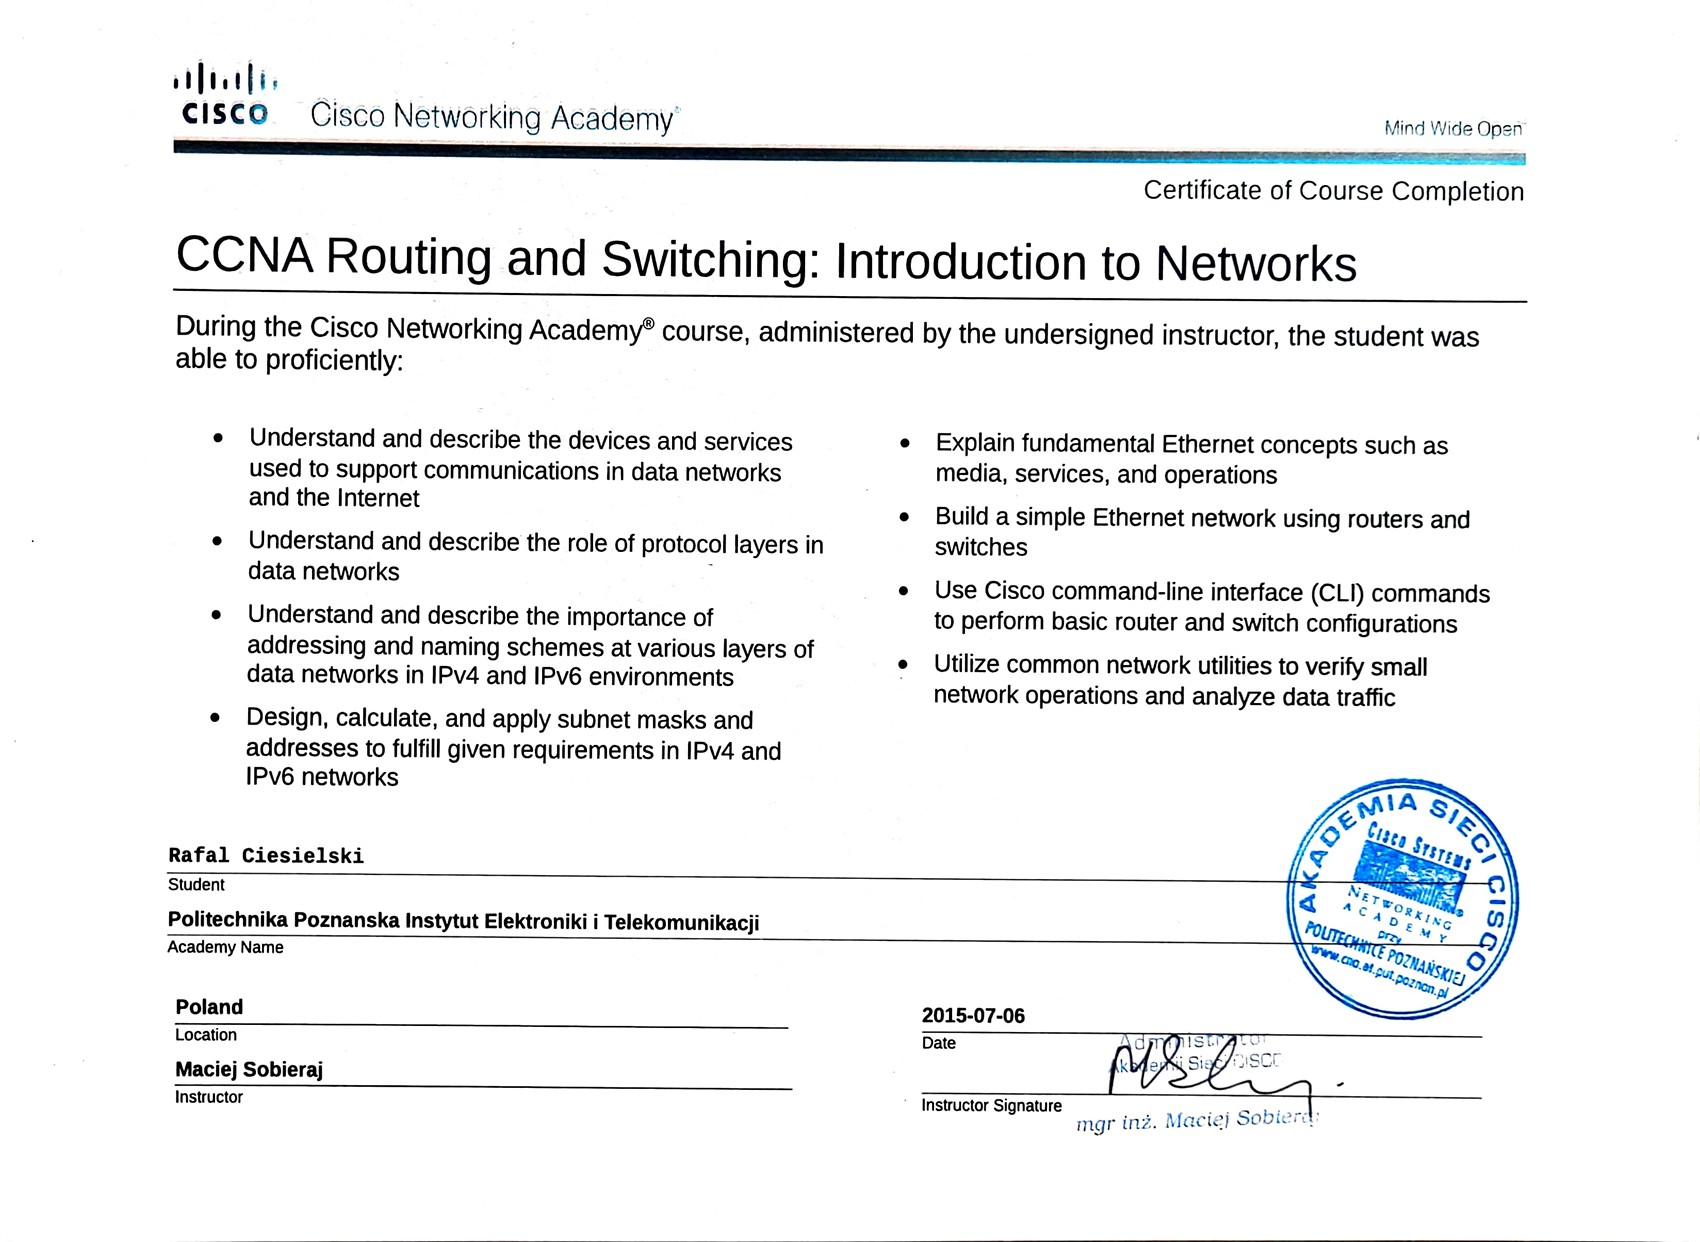 CISCO Cisco Networking Academy®
Mind Wide Open™
Certificate of Course Completion
CCNA Routing and Switching: Introduction to Networks
During the Cisco Networking Academy® course, administered by the undersigned instructor, the student was
able to proficiently:
• Understand and describe the devices and services
used to support communications in data networks
and the Internet
• Understand and describe the role of protocol layers in
data networks
• Understand and describe the importance of
addressing and naming schemes at various layers of
data networks in IPv4 and IPv6 environments
• Design, calculate, and apply subnet masks and
addresses to fulfill given requirements in IPv4 and
IPv6 networks
• Explain fundamental Ethernet concepts such as
media, services, and operations
• Build a simple Ethernet network using routers and
switches
• Use Cisco command-line interface (CLI) commands
to perform basic router and switch configurations
• Utilize common network utilities to verify small
network operations and analyze data traffic
AKADEMIA SIECI CISCO
CISCO SYSTEMS
NETWORKING
ACADEMY
przy
POLITECHNICE POZNAŃSKIEJ
Rafal Ciesielski
Student
Politechnika Poznanska Instytut Elektroniki i Telekomunikacji
Academy Name
Poland
Location
2015-07-06
Date
Administrator
Akademii Sieci CISCO
Maciej Sobieraj
Instructor
Instructor Signature
mgr inż. Maciej Sobieraj